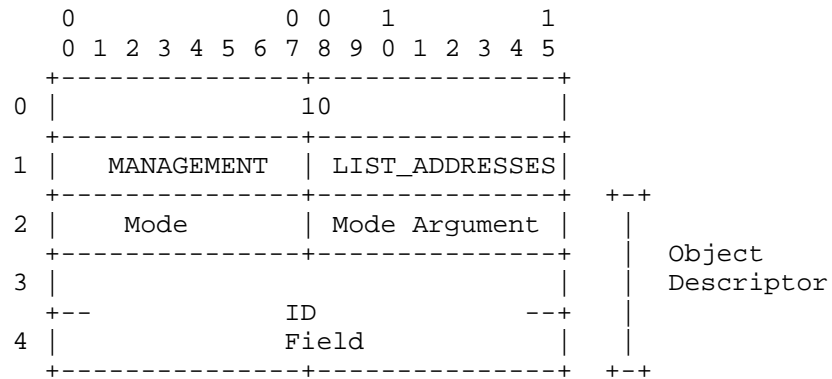 0 0 0 1 1
0 1 2 3 4 5 6 7 8 9 0 1 2 3 4 5
+---------------+---------------+
0 | 10 |
+---------------+---------------+
1 | MANAGEMENT | LIST_ADDRESSES|
+---------------+---------------+ +-+
2 | Mode | Mode Argument | |
+---------------+---------------+ | Object
3 | | | Descriptor
+-- ID --+ |
4 | Field | |
+---------------+---------------+ +-+